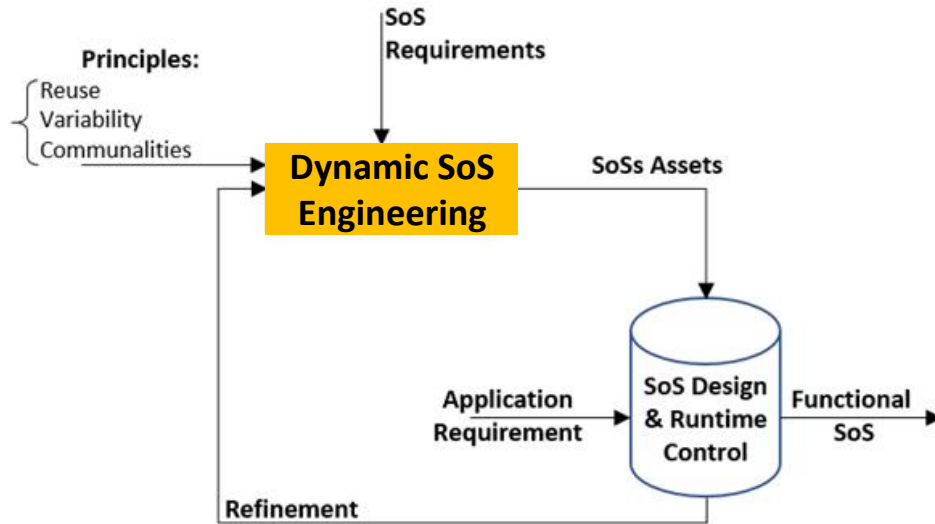 SoS
Requirements
Principles:
Reuse
Variability
Communalities
Dynamic SoS
Engineering
SoSs Assets
Application
Requirement
SoS Design
& Runtime
Control
Functional
SoS
Refinement